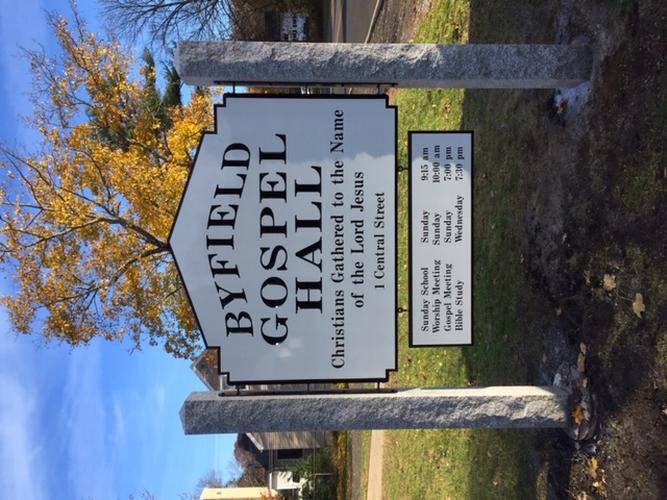 BYFIELD
GOSPEL
HALL
Christians Gathered to the Name
of the Lord Jesus
1 Central Street
Sunday School Sunday 9:15 am
Worship Meeting Sunday 10:00 am
Gospel Meeting Sunday 7:00 pm
Bible Study Wednesday 7:30 pm